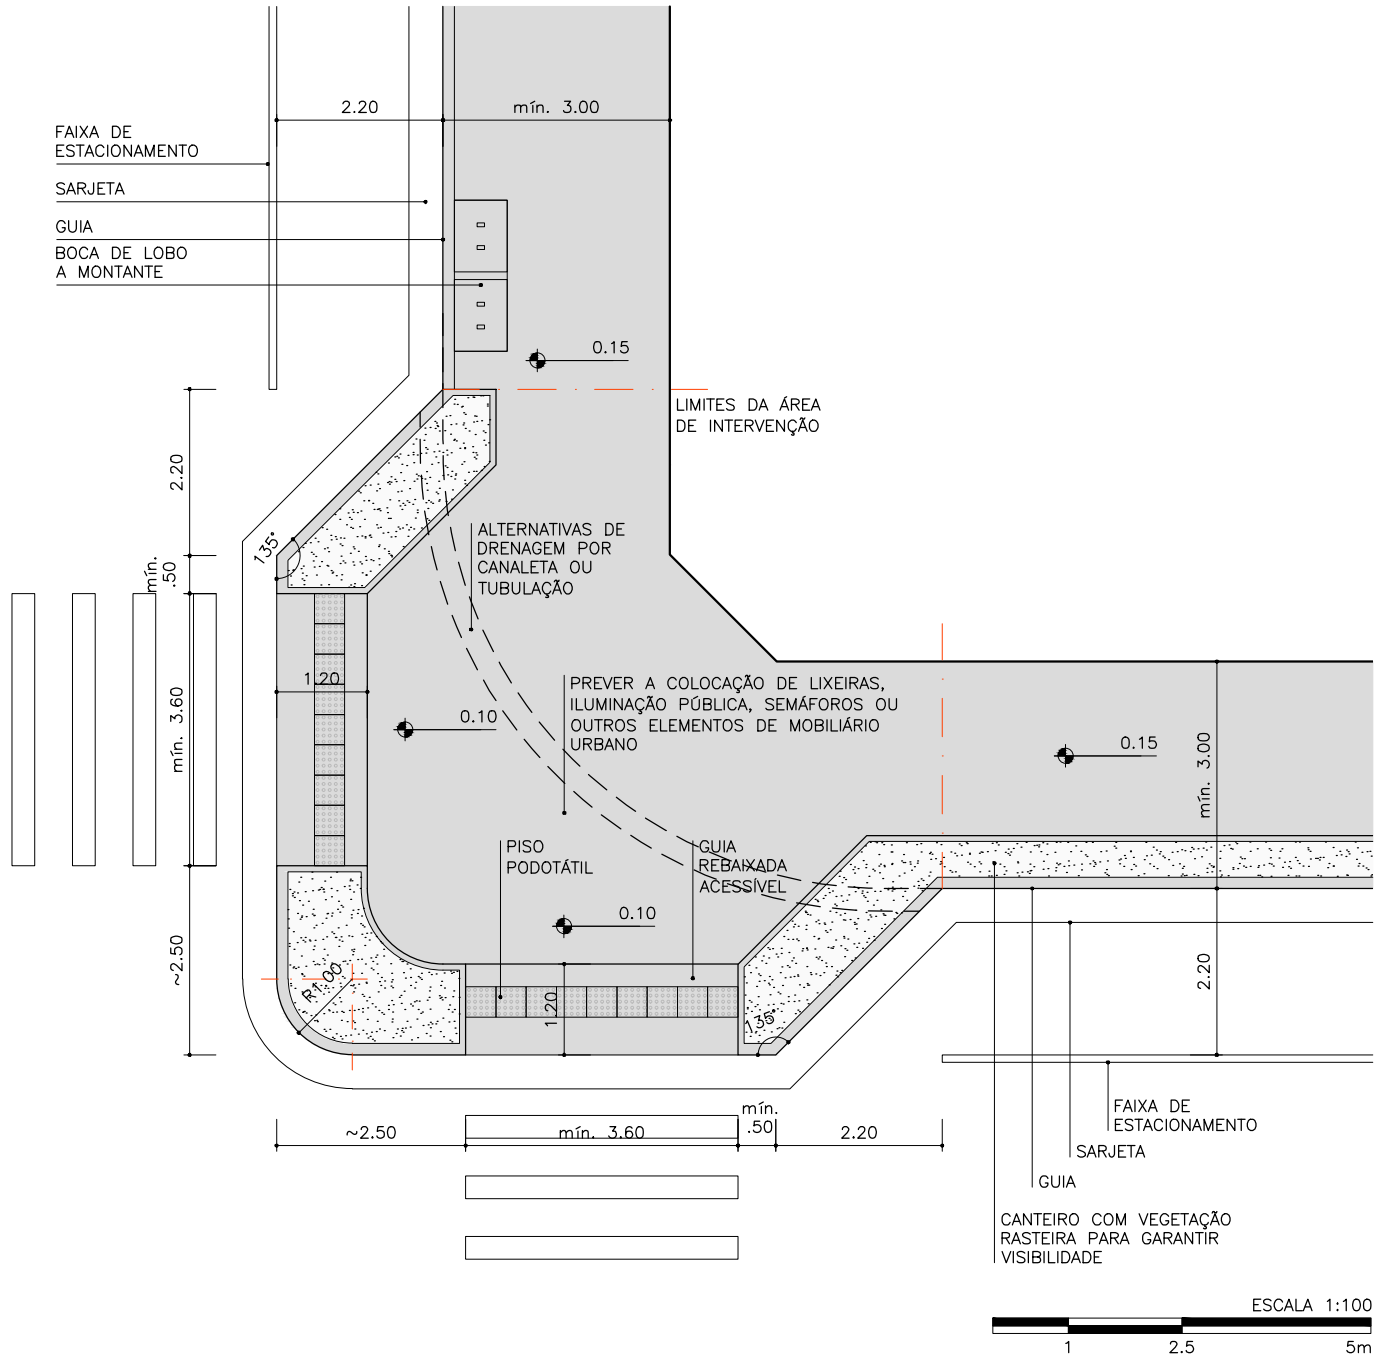 2.20
mín. 3.00
FAIXA DE
ESTACIONAMENTO
SARJETA
GUIA
BOCA DE LOBO
A MONTANTE
0.15
LIMITES DA ÁREA
DE INTERVENÇÃO
2.20
135°
mín.
.50
ALTERNATIVAS DE
DRENAGEM POR
CANALETA OU
TUBULAÇÃO
1.20
mín. 3.60
0.10
PREVER A COLOCAÇÃO DE LIXEIRAS,
ILUMINAÇÃO PÚBLICA, SEMÁFOROS OU
OUTROS ELEMENTOS DE MOBILIÁRIO
URBANO
0.15
mín. 3.00
PISO
PODOTÁTIL
GUIA
REBAIXADA
ACESSÍVEL
0.10
~2.50
R1.00
1.20
135°
2.20
~2.50
mín. 3.60
mín.
.50
2.20
FAIXA DE
ESTACIONAMENTO
SARJETA
GUIA
CANTEIRO COM VEGETAÇÃO
RASTEIRA PARA GARANTIR
VISIBILIDADE
ESCALA 1:100
1
2.5
5m